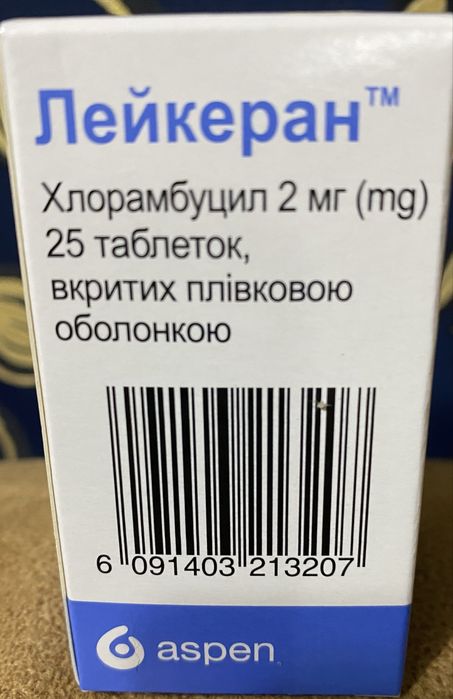 Лейкеран™
Хлорамбуцил 2 мг (mg)
25 таблеток,
вкритих плівковою
оболонкою
6 091403 213207
aspen